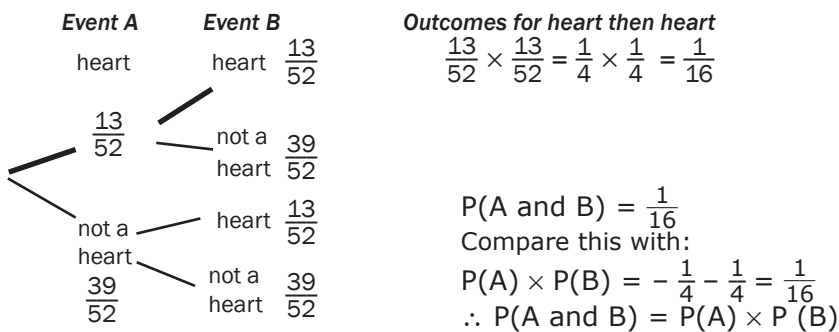 Event A Event B Outcomes for heart then heart
heart heart 13/52 13/52 × 13/52 = 1/4 × 1/4 = 1/16
13/52
not a
heart 39/52
P(A and B) = 1/16
heart 13/52
not a
heart
Compare this with:
39/52
not a
heart 39/52
P(A) × P(B) = – 1/4 – 1/4 = 1/16
∴ P(A and B) = P(A) × P (B)